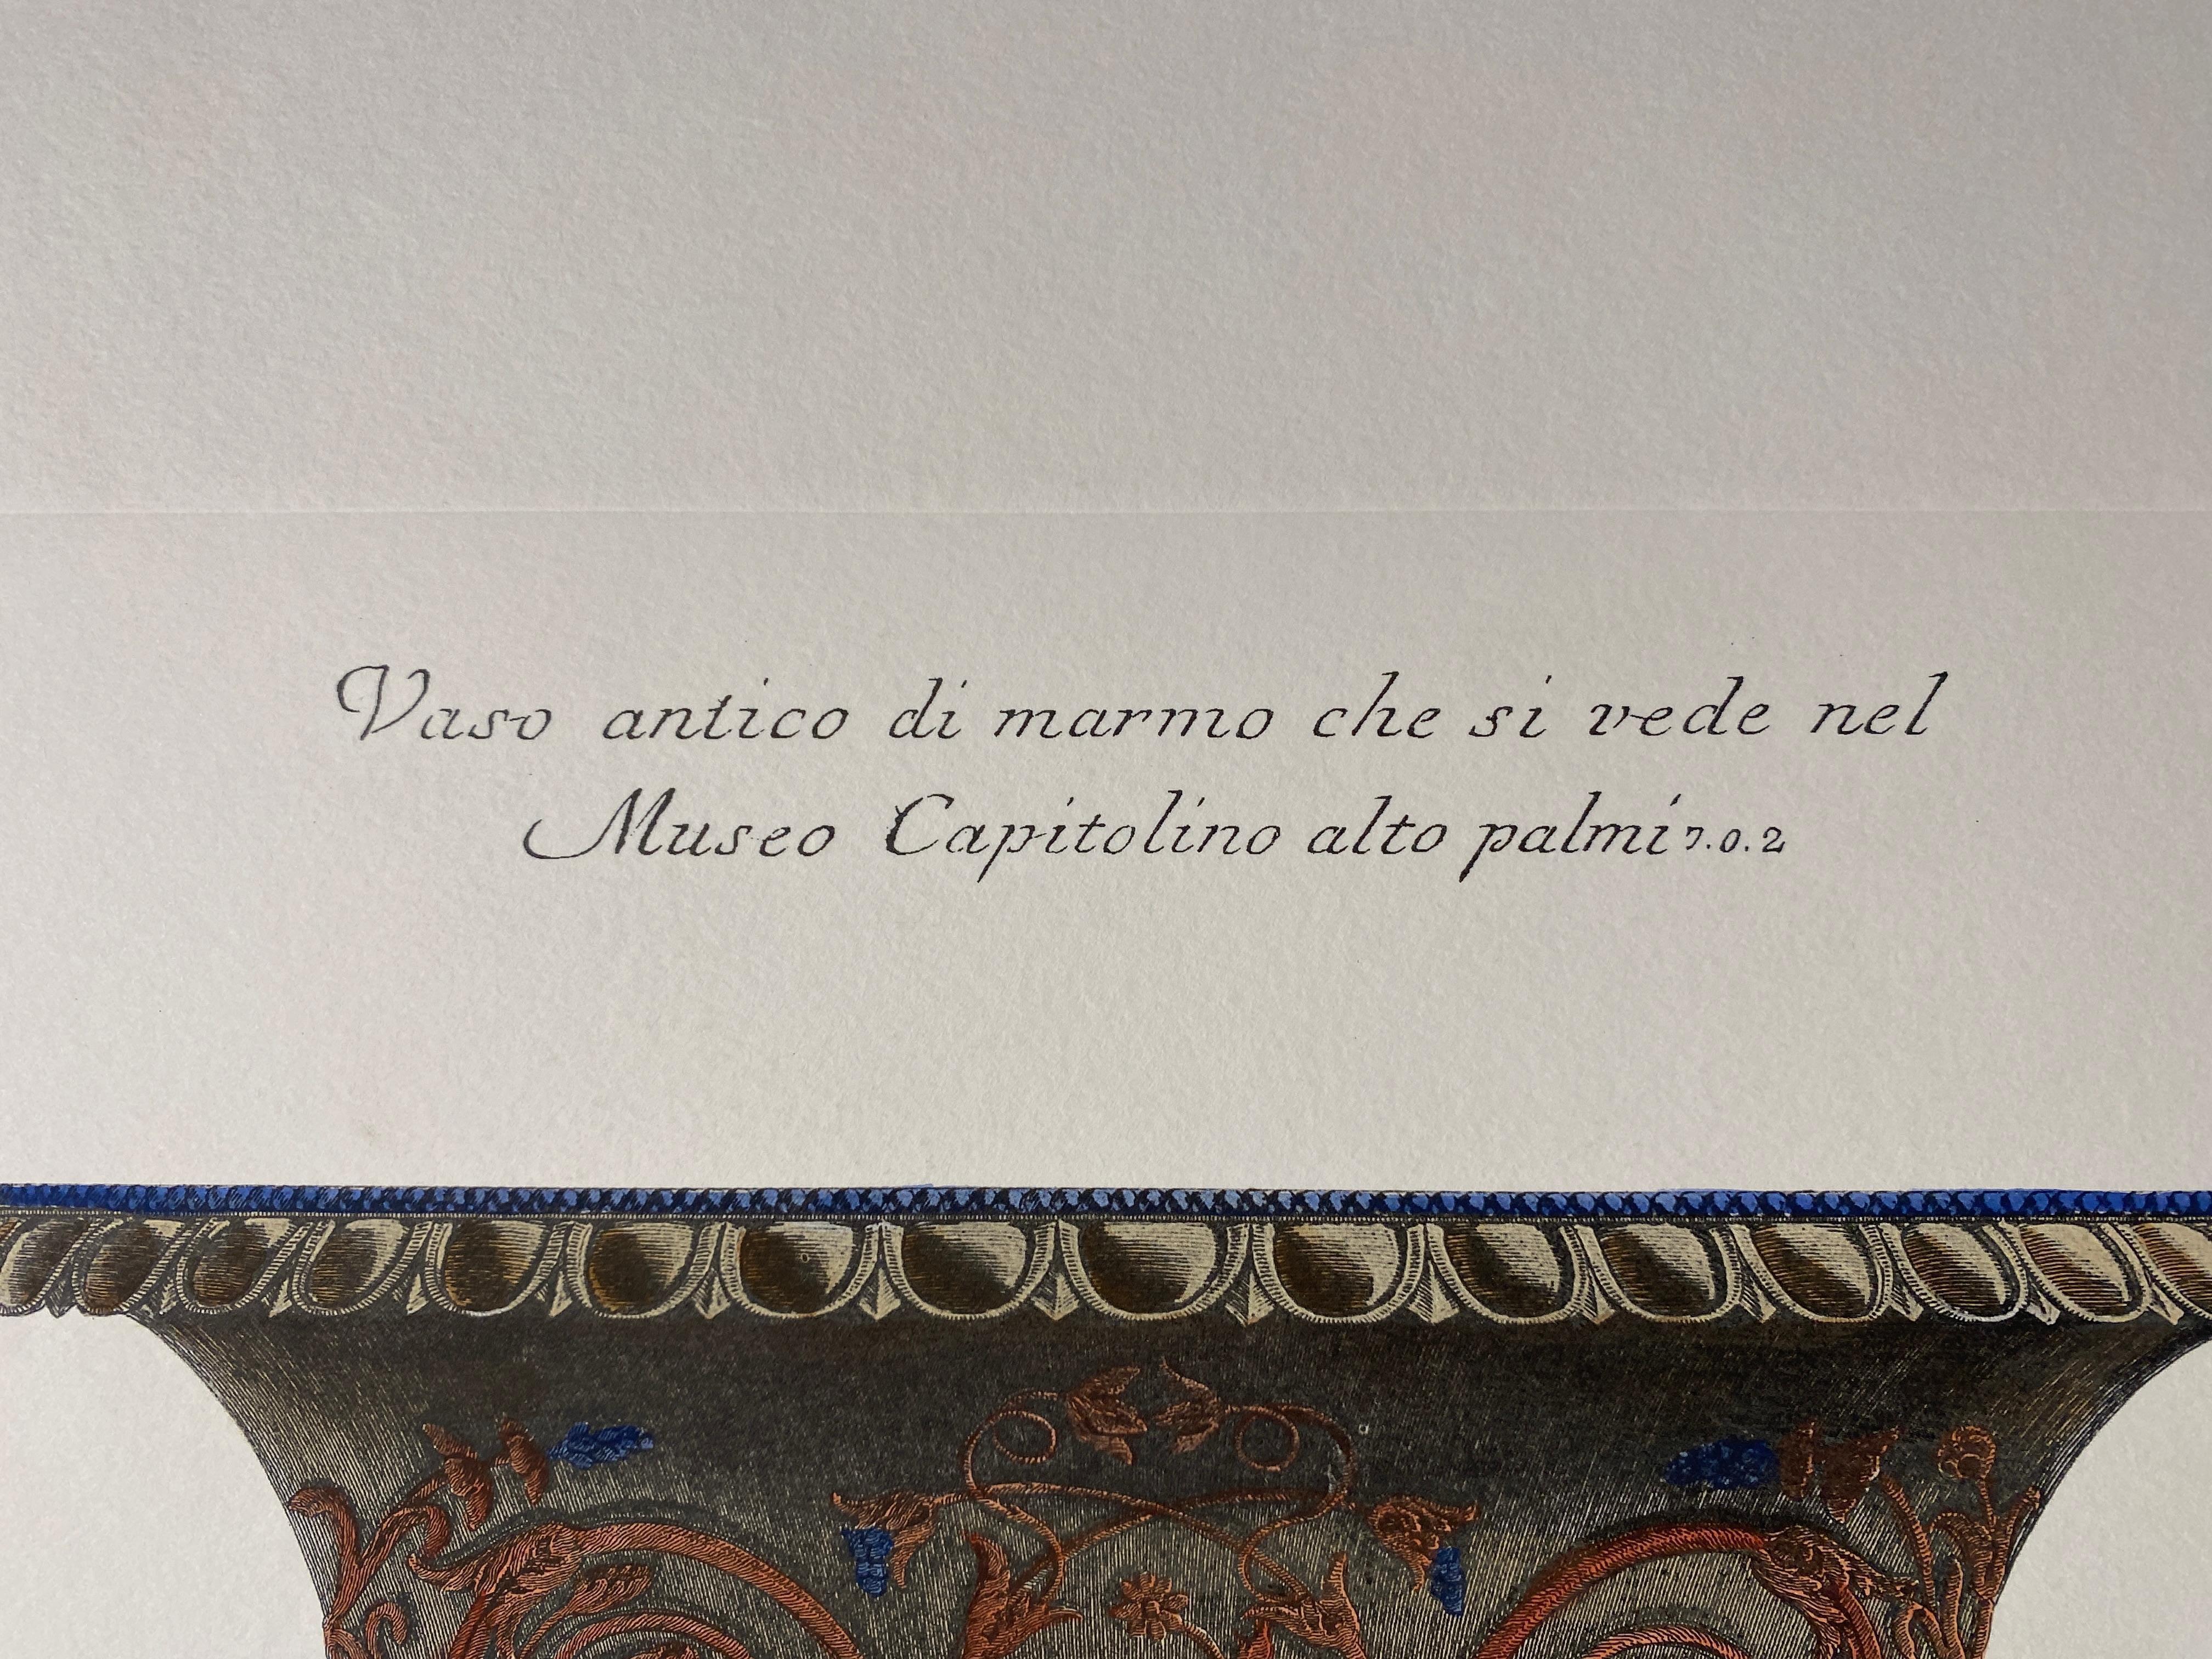 Vaso antico di marmo che si vede nel
Museo Capitolino alto palmi 7.0.2